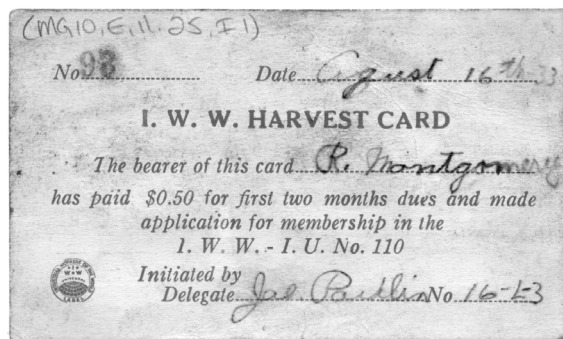 (MG10, E, 11. 25, I 1)
No. 93 Date August 16th 23
I. W. W. HARVEST CARD
The bearer of this card R. Montgomery
has paid $0.50 for first two months dues and made
application for membership in the
I. W. W. - I. U. No. 110
Initiated by
Delegate Joe No. 16-L-3